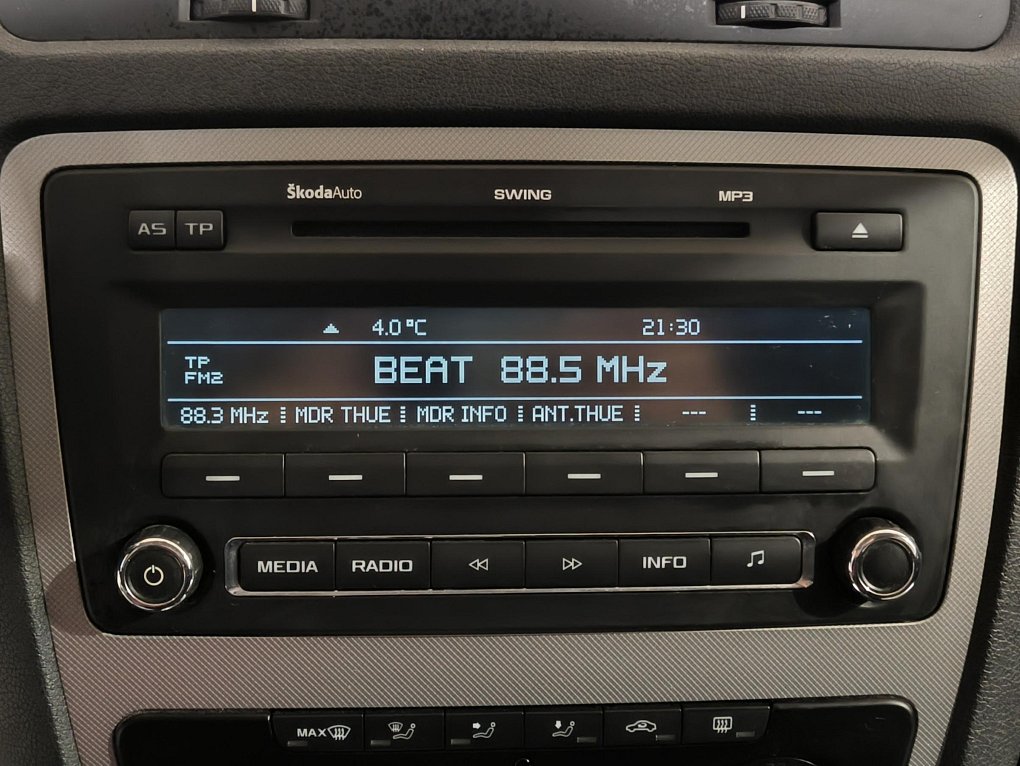 ŠkodaAuto SWING MP3
AS TP
4.0 °C 21:30
TP
FM2
BEAT 88.5 MHz
88.3 MHz MDR THUE MDR INFO ANT.THUE --- ---
MEDIA RADIO INFO
MAX